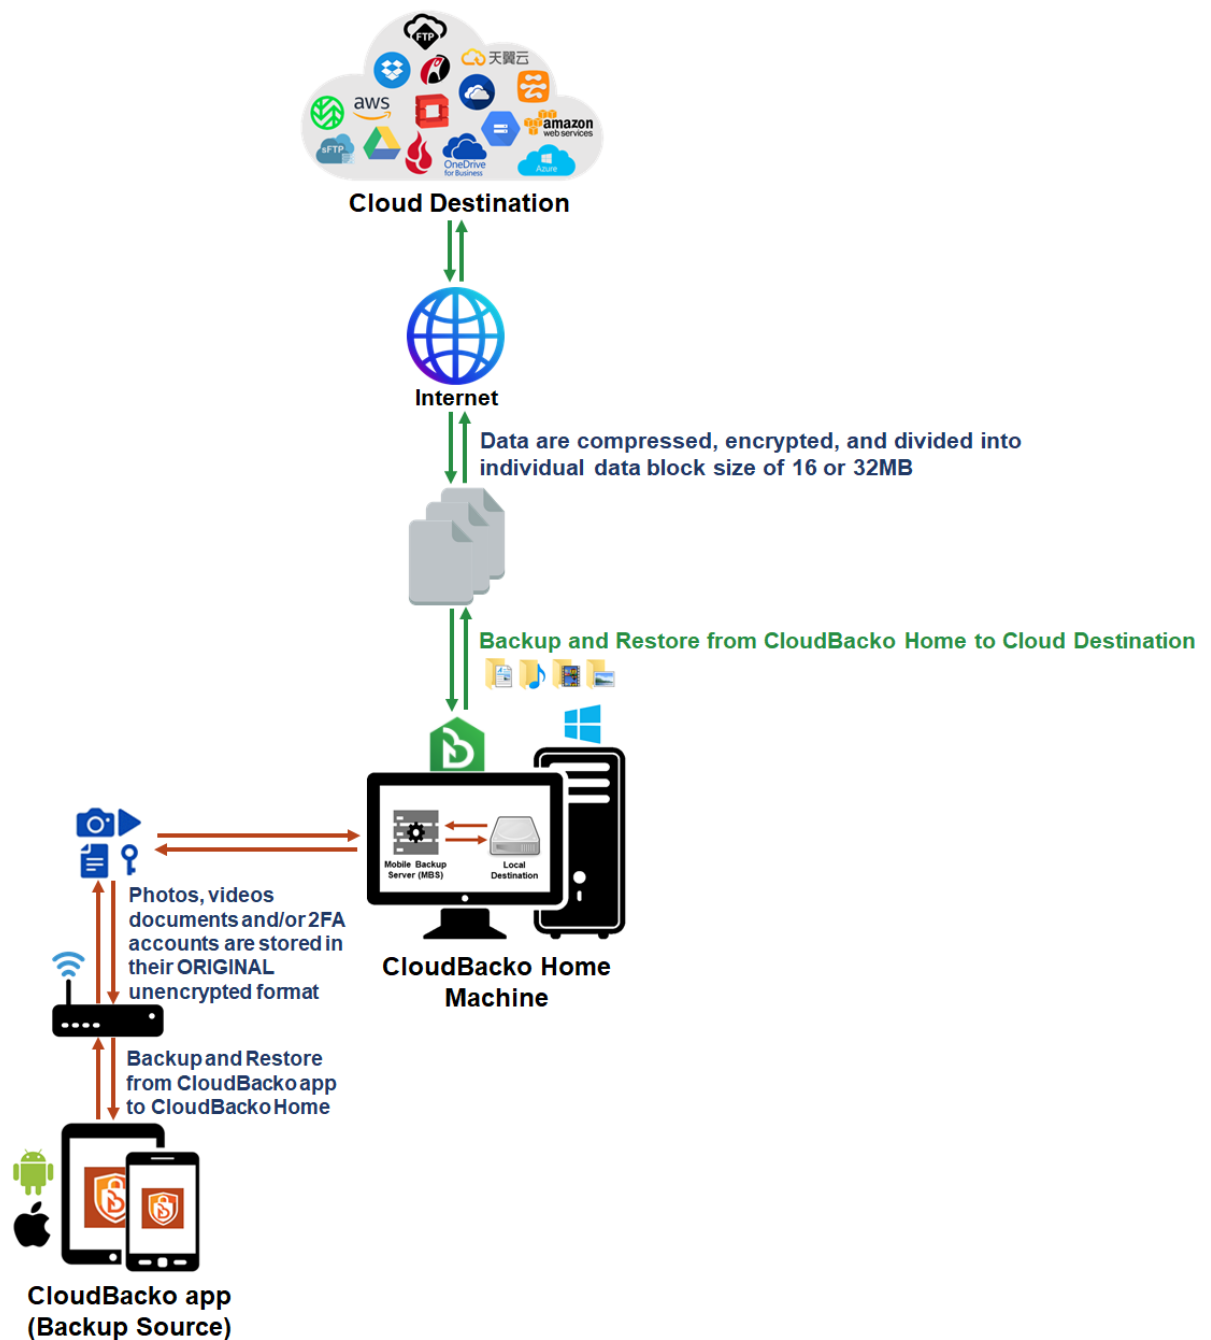 FTP
天翼云
aws
amazon
web services
sFTP
OneDrive
for Business
Azure
Cloud Destination
Internet
Data are compressed, encrypted, and divided into
individual data block size of 16 or 32MB
Backup and Restore from CloudBacko Home to Cloud Destination
Mobile Backup
Server (MBS)
Local
Destination
CloudBacko Home
Machine
Photos, videos
documents and/or 2FA
accounts are stored in
their ORIGINAL
unencrypted format
Backup and Restore
from CloudBacko app
to CloudBacko Home
CloudBacko app
(Backup Source)